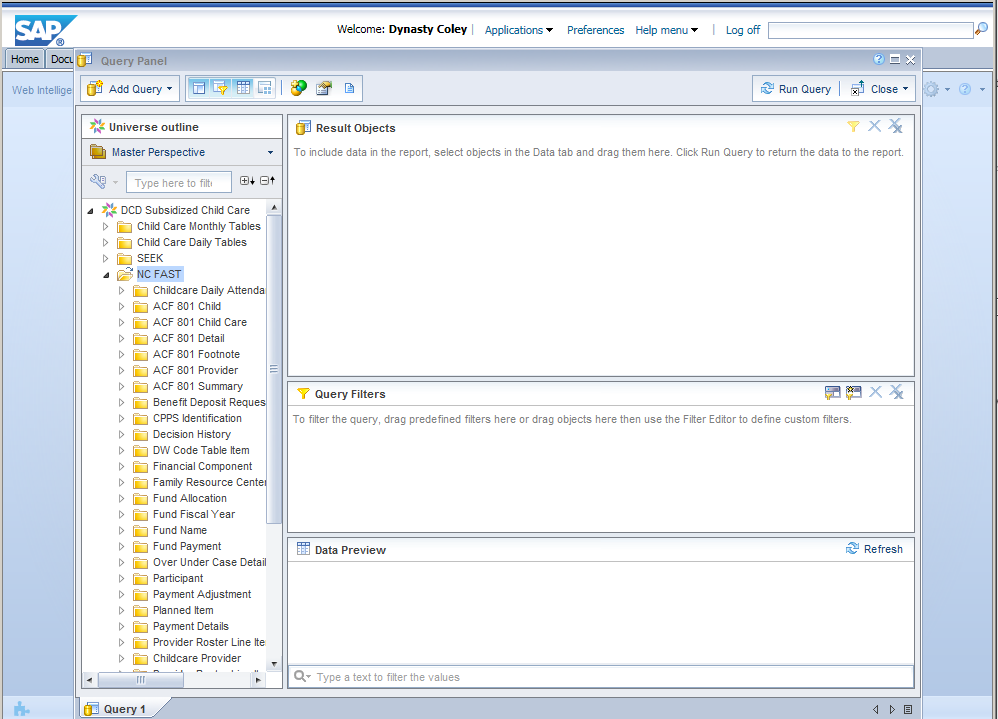 SAP ®
Welcome: Dynasty Coley | Applications Preferences Help menu | Log off
Home Docu
Query Panel
Web Intellige
Add Query
Run Query Close
Universe outline
Master Perspective
Type here to filt
DCD Subsidized Child Care
Child Care Monthly Tables
Child Care Daily Tables
SEEK
NC FAST
Childcare Daily Attenda
ACF 801 Child
ACF 801 Child Care
ACF 801 Detail
ACF 801 Footnote
ACF 801 Provider
ACF 801 Summary
Benefit Deposit Reques
CPPS Identification
Decision History
DW Code Table Item
Financial Component
Family Resource Center
Fund Allocation
Fund Fiscal Year
Fund Name
Fund Payment
Over Under Case Detail
Participant
Payment Adjustment
Planned Item
Payment Details
Provider Roster Line Ite
Childcare Provider
Result Objects
To include data in the report, select objects in the Data tab and drag them here. Click Run Query to return the data to the report.
Query Filters
To filter the query, drag predefined filters here or drag objects here then use the Filter Editor to define custom filters.
Data Preview
Refresh
Type a text to filter the values
Query 1